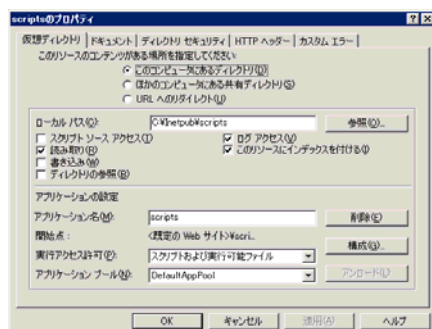 scriptsのプロパティ
仮想ディレクトリ ドキュメント ディレクトリ セキュリティ HTTP ヘッダー カスタム エラー
このリソースのコンテンツがある場所を指定してください
このコンピュータにあるディレクトリ(D)
ほかのコンピュータにある共有ディレクトリ(S)
URL へのリダイレクト(U)
ローカル パス(C): C:¥Inetpub¥scripts 参照(O)...
スクリプト ソース アクセス(T) ログ アクセス(V)
読み取り(R) このリソースにインデックスを付ける(I)
書き込み(W)
ディレクトリの参照(B)
アプリケーションの設定
アプリケーション名(M): scripts 削除(E)
開始点: <既定の Web サイト>¥scri... 構成(G)...
実行アクセス許可(P): スクリプトおよび実行可能ファイル
アプリケーション プール(N): DefaultAppPool アンロード(L)
OK キャンセル 適用(A) ヘルプ